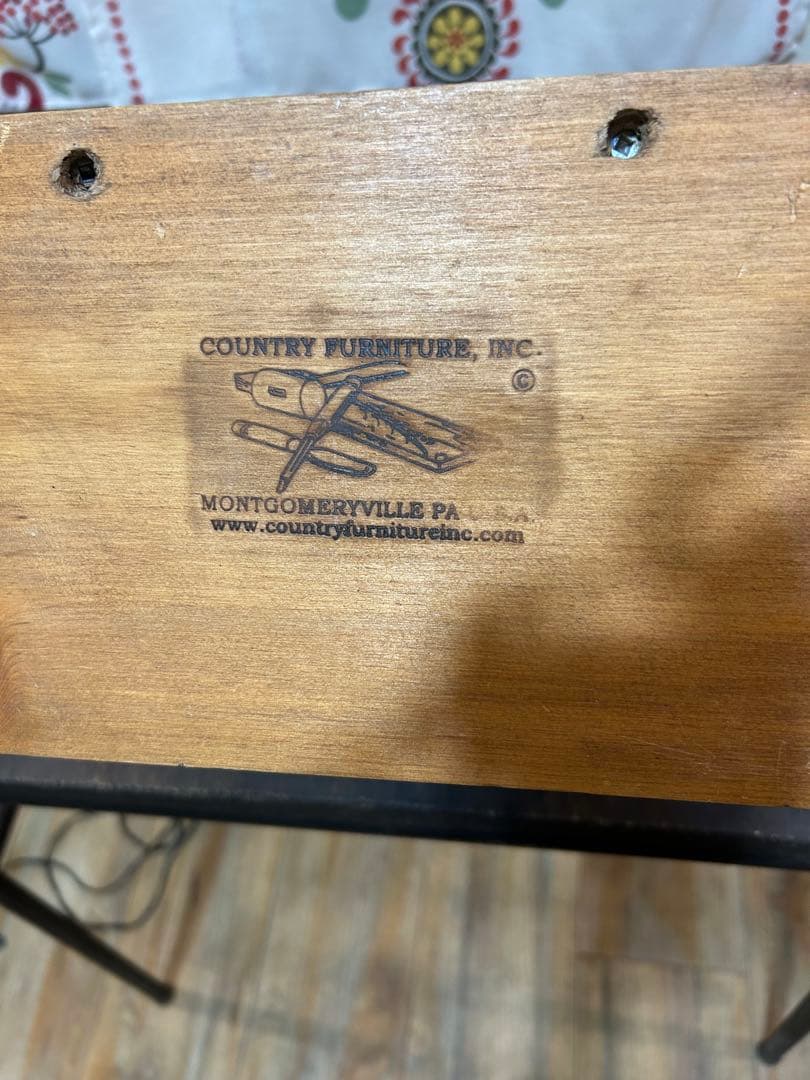 COUNTRY FURNITURE, INC.
©
MONTGOMERYVILLE PA
www.countryfurnitureinc.com